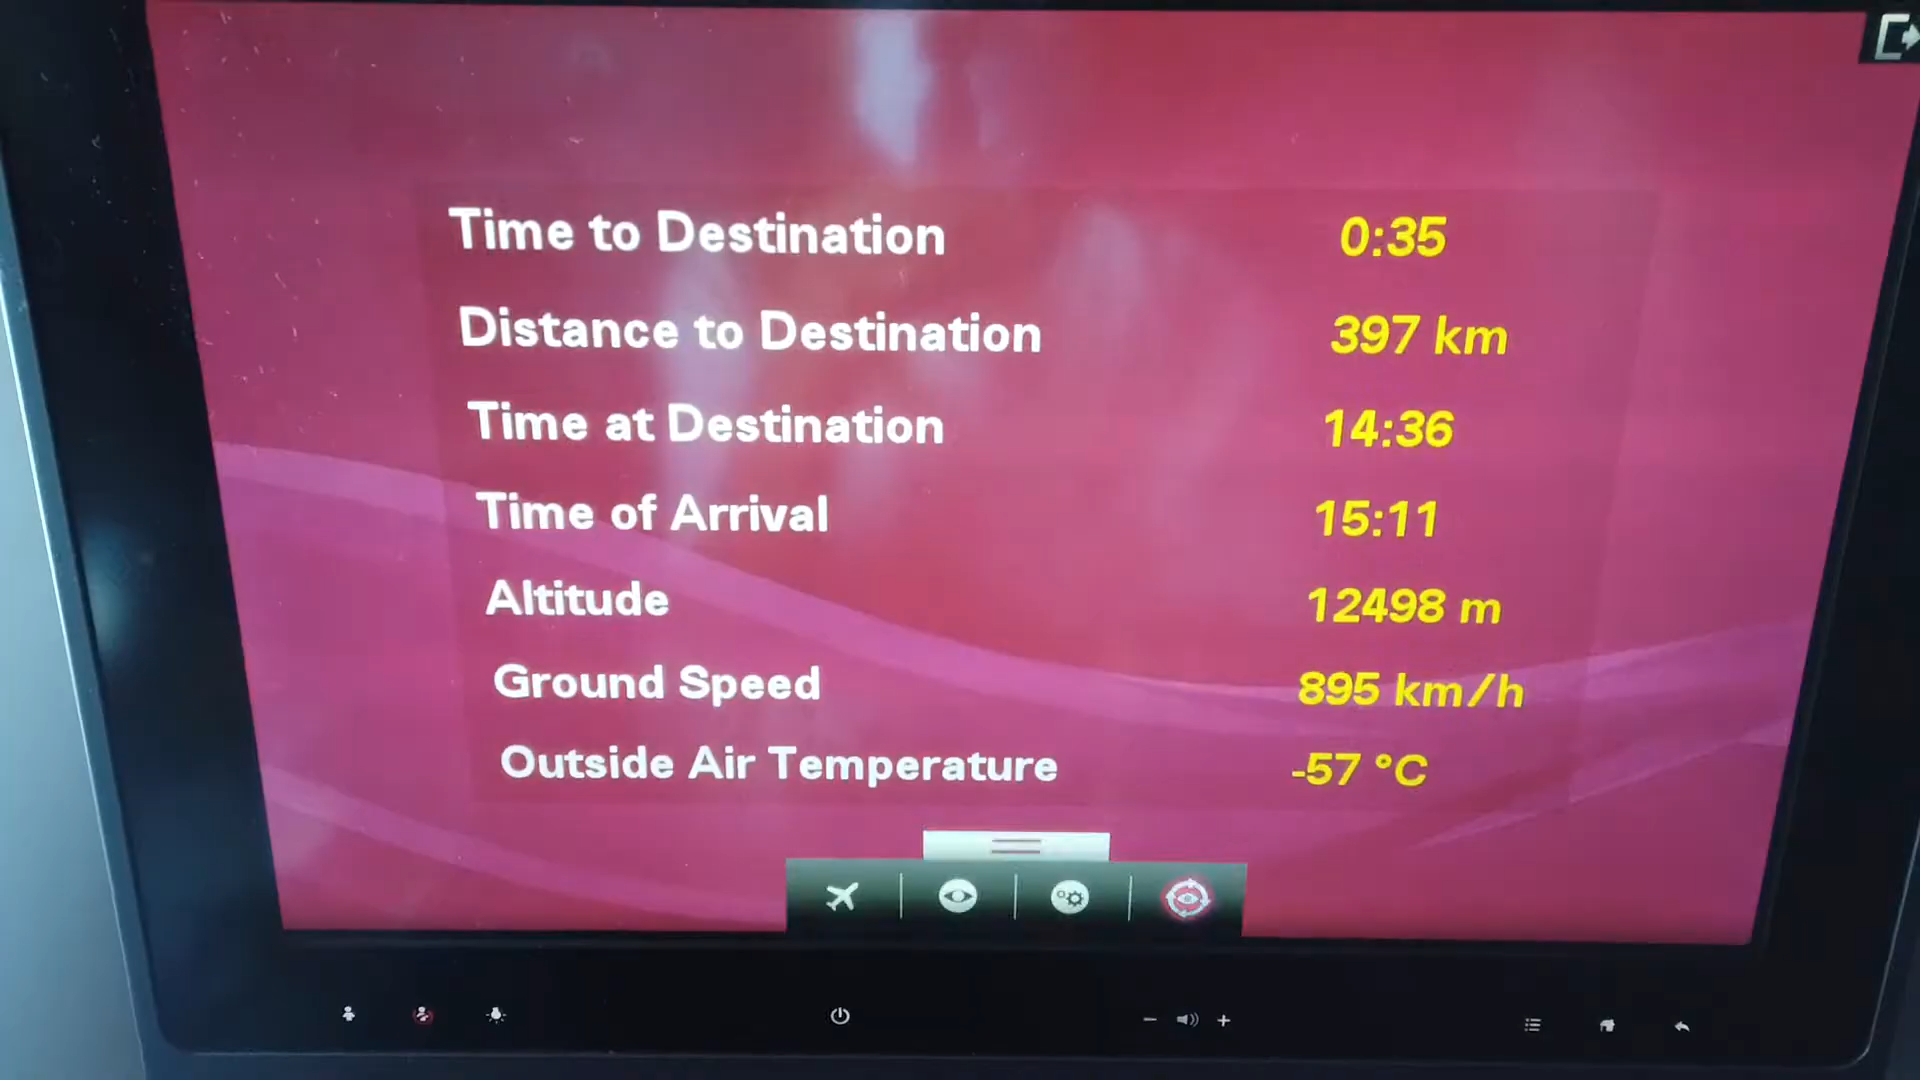 Time to Destination 0:35
Distance to Destination 397 km
Time at Destination 14:36
Time of Arrival 15:11
Altitude 12498 m
Ground Speed 895 km/h
Outside Air Temperature -57 °C